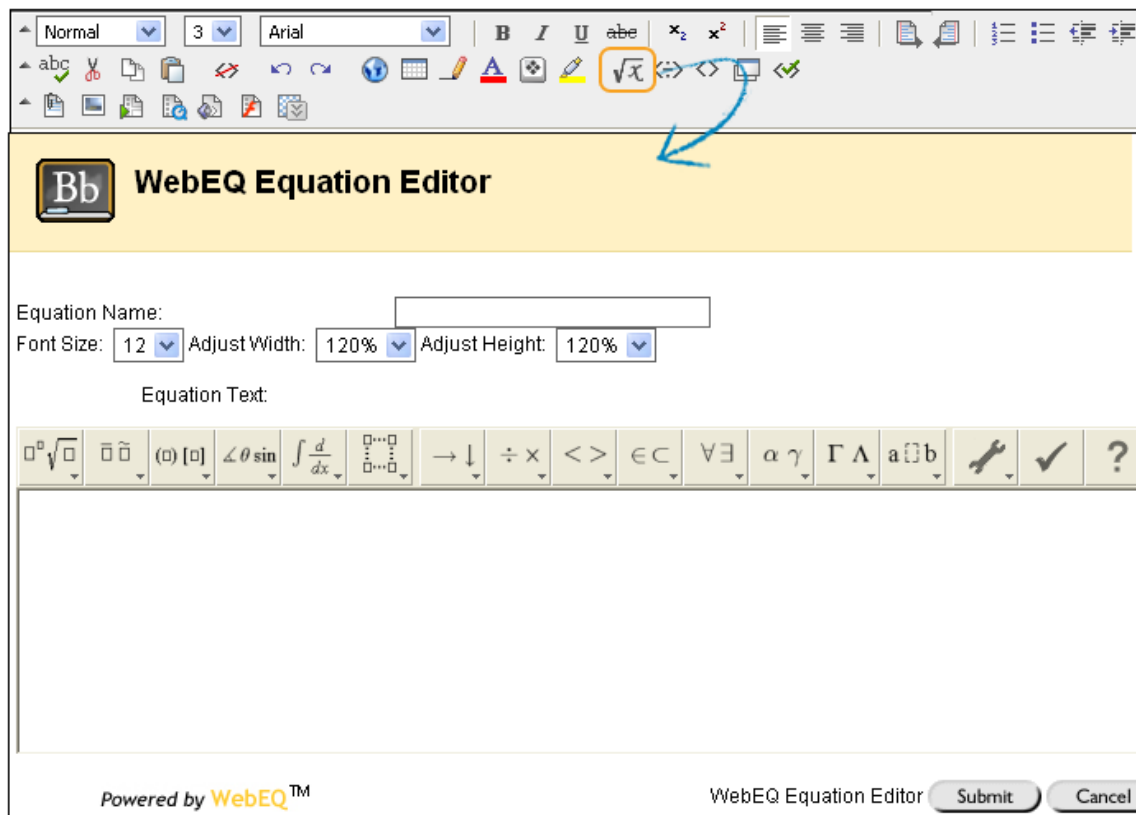 Normal 3 Arial B I U abc x₂ x²
abc √x
Bb WebEQ Equation Editor
Equation Name:
Font Size: 12 Adjust Width: 120% Adjust Height: 120%
Equation Text:
(□) [□] ∠θ sin ∫ d/dx → ↓ ÷ × < > ∈ ⊂ ∀ ∃ α γ Γ Λ a b ?
Powered by WebEQ™ WebEQ Equation Editor Submit Cancel